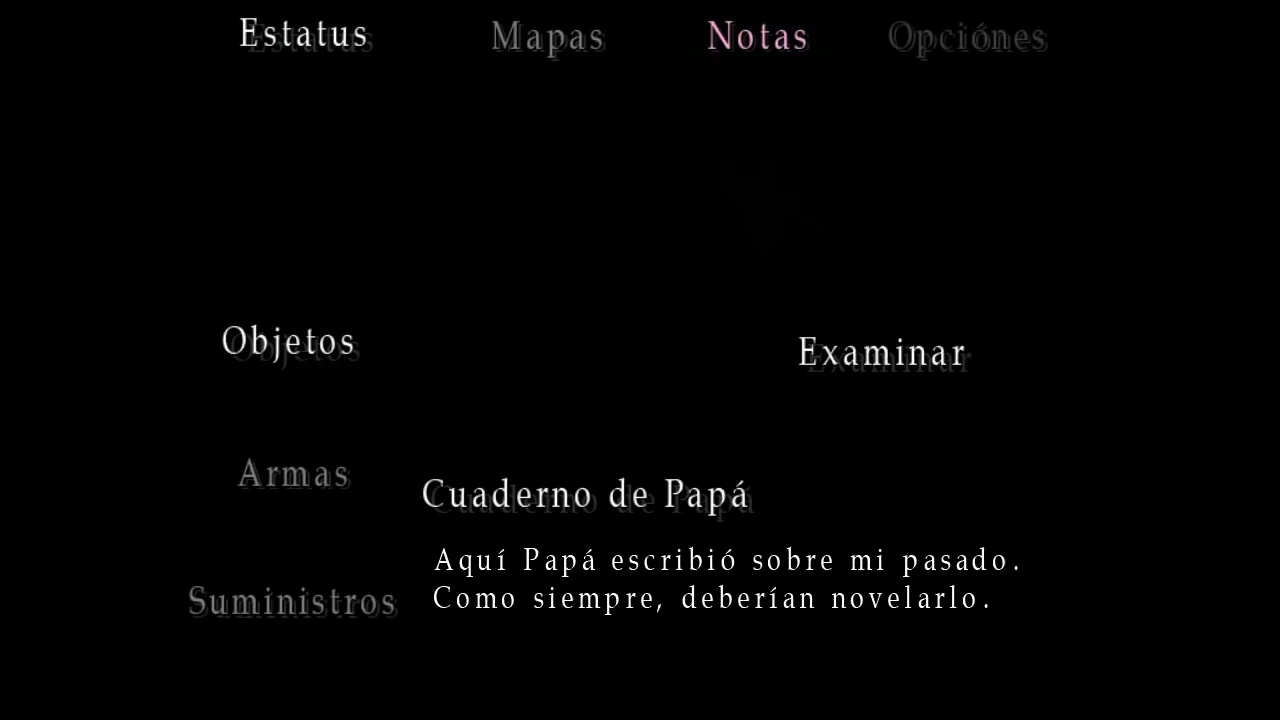 Estatus Mapas Notas Opciónes
Objetos
Examinar
Armas
Cuaderno de Papá
Aquí Papá escribió sobre mi pasado.
Como siempre, deberían novelarlo.
Suministros